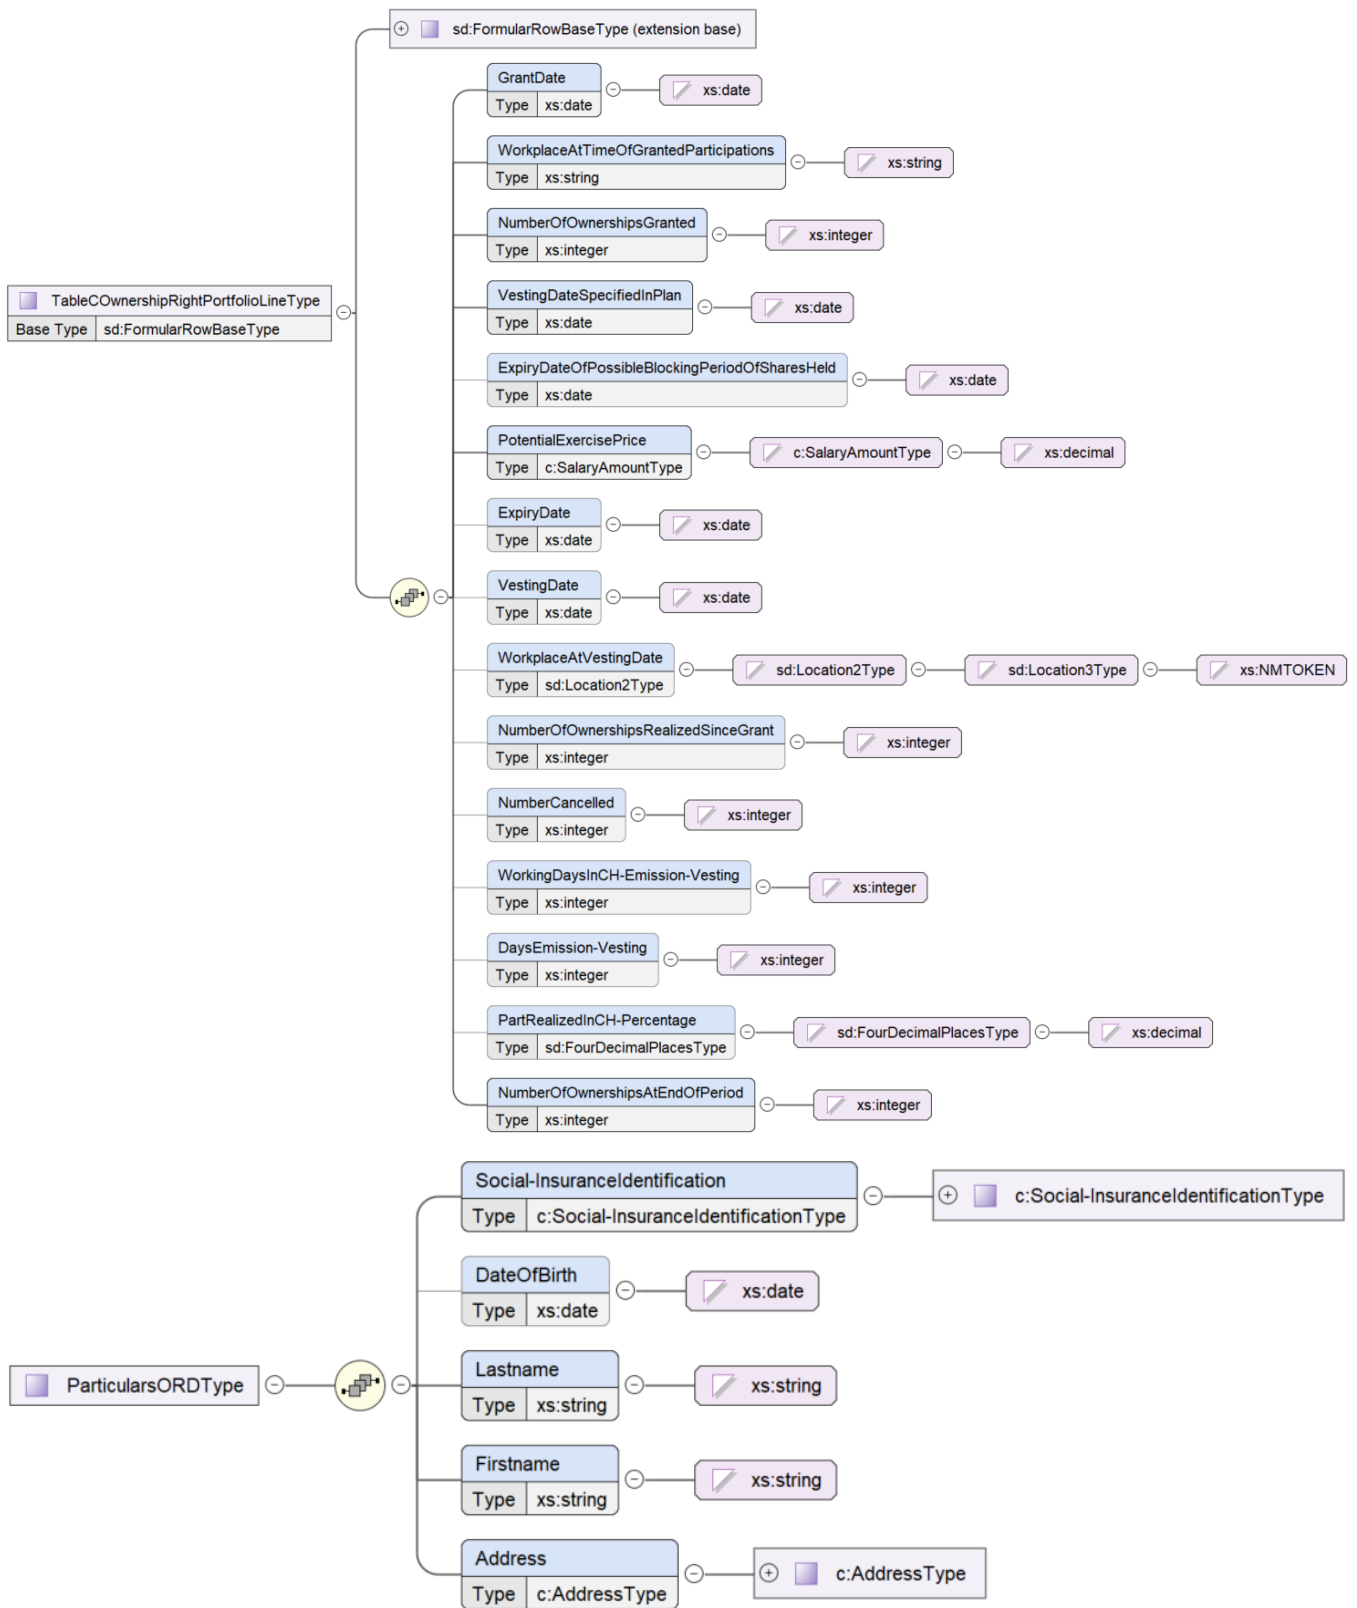 sd:FormularRowBaseType (extension base)
GrantDate
Type xs:date xs:date
WorkplaceAtTimeOfGrantedParticipations
Type xs:string xs:string
NumberOfOwnershipsGranted
Type xs:integer xs:integer
TableCOwnershipRightPortfolioLineType
Base Type sd:FormularRowBaseType
VestingDateSpecifiedInPlan
Type xs:date xs:date
ExpiryDateOfPossibleBlockingPeriodOfSharesHeld
Type xs:date xs:date
PotentialExercisePrice
Type c:SalaryAmountType c:SalaryAmountType xs:decimal
ExpiryDate
Type xs:date xs:date
VestingDate
Type xs:date xs:date
WorkplaceAtVestingDate
Type sd:Location2Type sd:Location2Type sd:Location3Type xs:NMTOKEN
NumberOfOwnershipsRealizedSinceGrant
Type xs:integer xs:integer
NumberCancelled
Type xs:integer xs:integer
WorkingDaysInCH-Emission-Vesting
Type xs:integer xs:integer
DaysEmission-Vesting
Type xs:integer xs:integer
PartRealizedInCH-Percentage
Type sd:FourDecimalPlacesType sd:FourDecimalPlacesType xs:decimal
NumberOfOwnershipsAtEndOfPeriod
Type xs:integer xs:integer
Social-InsuranceIdentification
Type c:Social-InsuranceIdentificationType c:Social-InsuranceIdentificationType
DateOfBirth
Type xs:date xs:date
ParticularsORDType
Lastname
Type xs:string xs:string
Firstname
Type xs:string xs:string
Address
Type c:AddressType c:AddressType